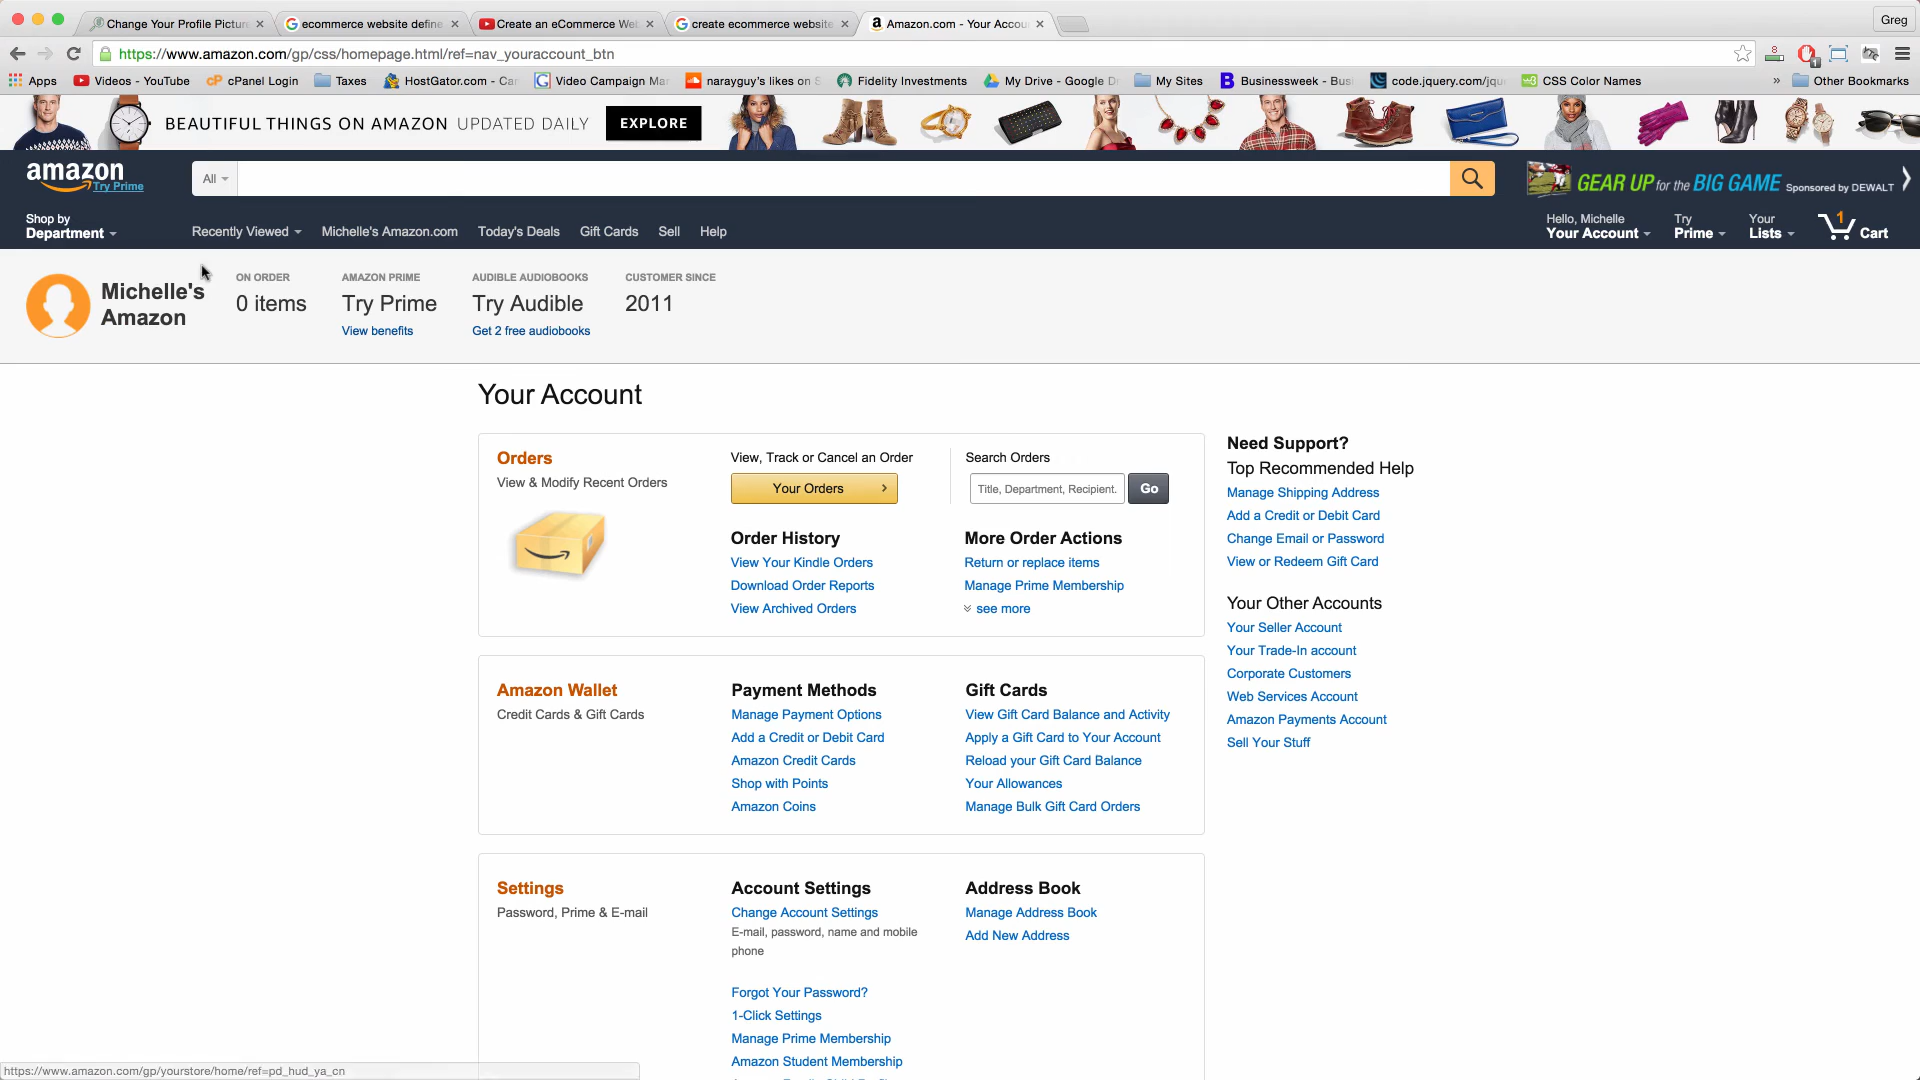 Change Your Profile Pictur
ecommerce website define
Create an eCommerce We
create ecommerce website
Amazon.com - Your Accou
Greg
https://www.amazon.com/gp/css/homepage.html/ref=nav_youraccount_btn
Apps
Videos - YouTube
cPanel Login
Taxes
HostGator.com - Car
Video Campaign Mar
narayguy's likes on S
Fidelity Investments
My Drive - Google D
My Sites
Businessweek - Busi
code.jquery.com/jqu
CSS Color Names
»
Other Bookmarks
BEAUTIFUL THINGS ON AMAZON UPDATED DAILY
EXPLORE
amazon
Try Prime
All
GEAR UP for the BIG GAME Sponsored by DEWALT
Shop by
Department
Recently Viewed
Michelle's Amazon.com
Today's Deals
Gift Cards
Sell
Help
Hello, Michelle
Your Account
Try
Prime
Your
Lists
1
Cart
Michelle's
Amazon
ON ORDER
0 items
AMAZON PRIME
Try Prime
View benefits
AUDIBLE AUDIOBOOKS
Try Audible
Get 2 free audiobooks
CUSTOMER SINCE
2011
Your Account
Orders
View & Modify Recent Orders
View, Track or Cancel an Order
Your Orders
Search Orders
Title, Department, Recipient.
Go
Order History
View Your Kindle Orders
Download Order Reports
View Archived Orders
More Order Actions
Return or replace items
Manage Prime Membership
see more
Need Support?
Top Recommended Help
Manage Shipping Address
Add a Credit or Debit Card
Change Email or Password
View or Redeem Gift Card
Your Other Accounts
Your Seller Account
Your Trade-In account
Corporate Customers
Web Services Account
Amazon Payments Account
Sell Your Stuff
Amazon Wallet
Credit Cards & Gift Cards
Payment Methods
Manage Payment Options
Add a Credit or Debit Card
Amazon Credit Cards
Shop with Points
Amazon Coins
Gift Cards
View Gift Card Balance and Activity
Apply a Gift Card to Your Account
Reload your Gift Card Balance
Your Allowances
Manage Bulk Gift Card Orders
Settings
Password, Prime & E-mail
Account Settings
Change Account Settings
E-mail, password, name and mobile
phone
Forgot Your Password?
1-Click Settings
Manage Prime Membership
Amazon Student Membership
Address Book
Manage Address Book
Add New Address
https://www.amazon.com/gp/yourstore/home/ref=pd_hud_ya_cn